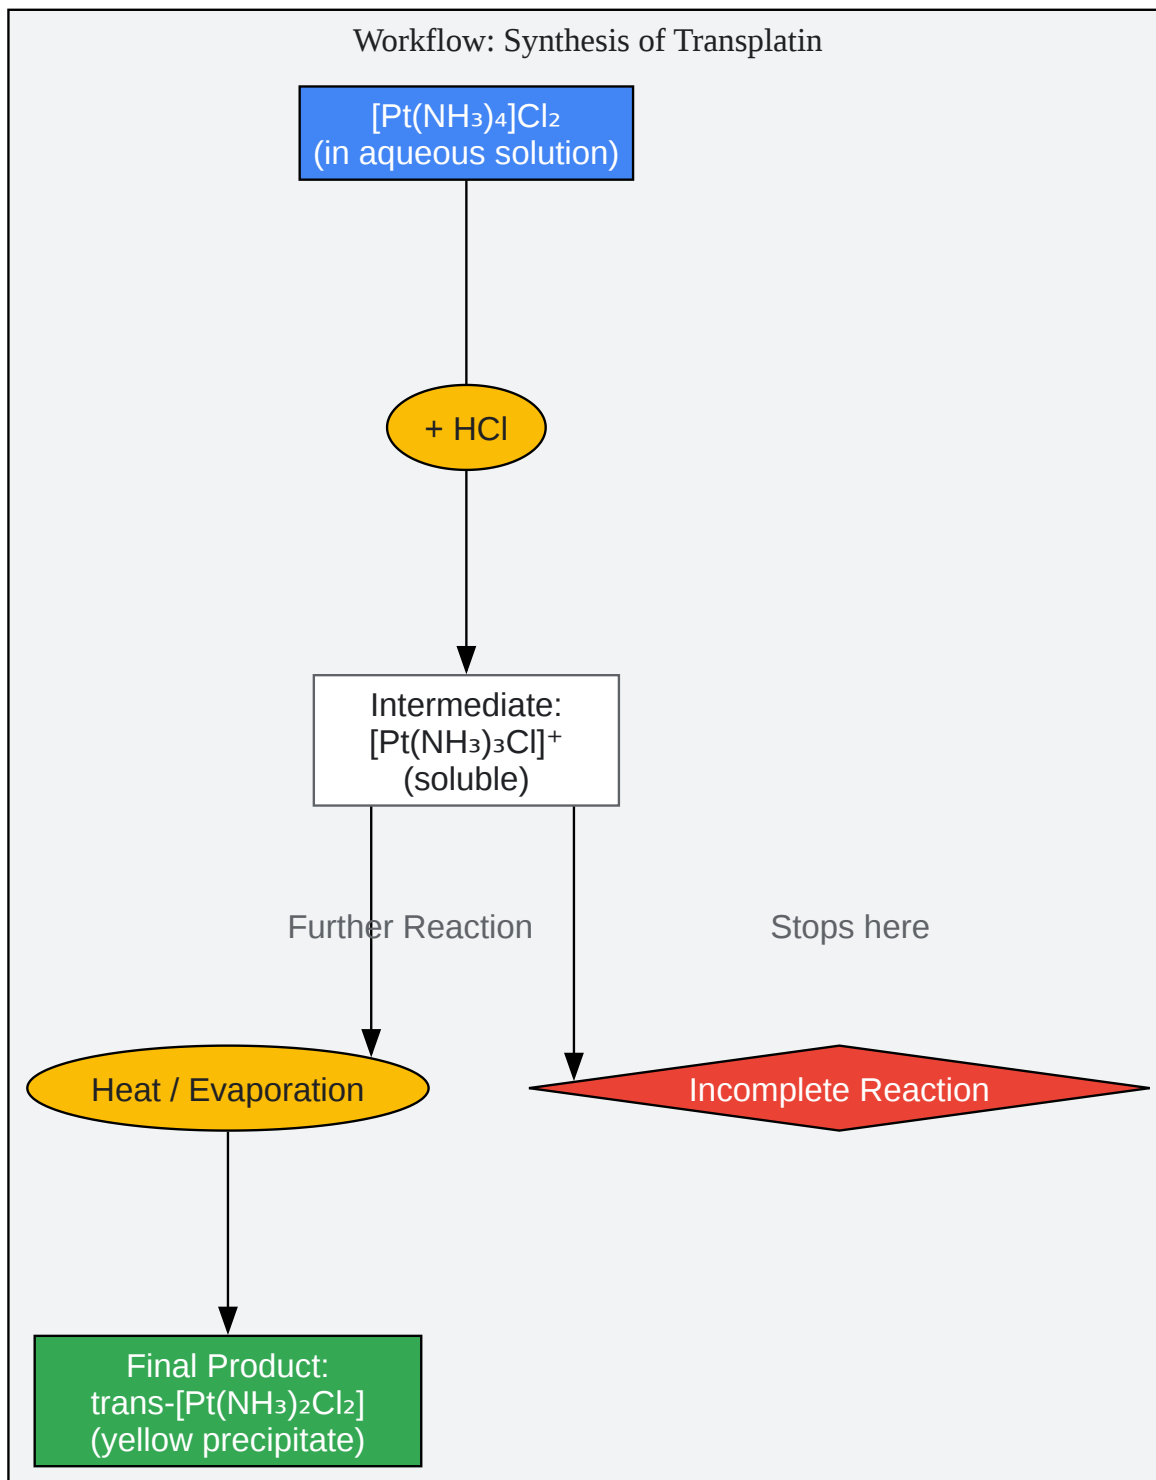 Workflow: Synthesis of Transplatin
[Pt(NH₃)₄]Cl₂
(in aqueous solution)
+ HCl
Intermediate:
[Pt(NH₃)₃Cl]⁺
(soluble)
Further Reaction
Stops here
Heat / Evaporation
Incomplete Reaction
Final Product:
trans-[Pt(NH₃)₂Cl₂]
(yellow precipitate)